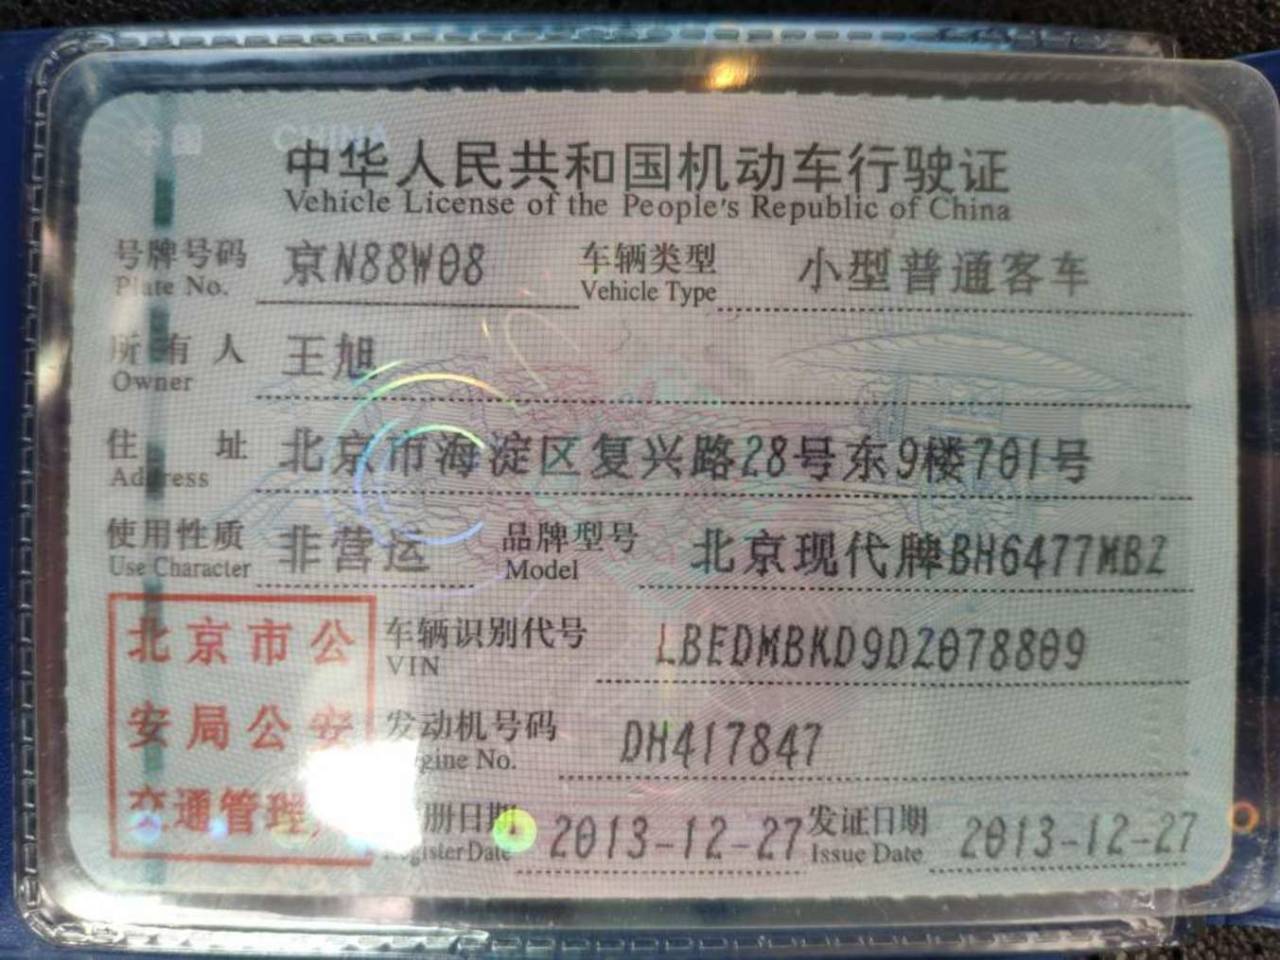 中国 CHINA
中华人民共和国机动车行驶证
Vehicle License of the People's Republic of China
号牌号码 京N88W08 车辆类型 小型普通客车
Plate No. Vehicle Type
所有人 王旭
Owner
住址 北京市海淀区复兴路28号东9楼701号
Address
使用性质 非营运 品牌型号 北京现代牌BH6477MBZ
Use Character Model
北京市公 车辆识别代号 LBEDMBKD9DZ078809
VIN
安局公安 发动机号码 DH417847
gine No.
交通管理 册日期 2013-12-27 发证日期 2013-12-27
Register Date Issue Date